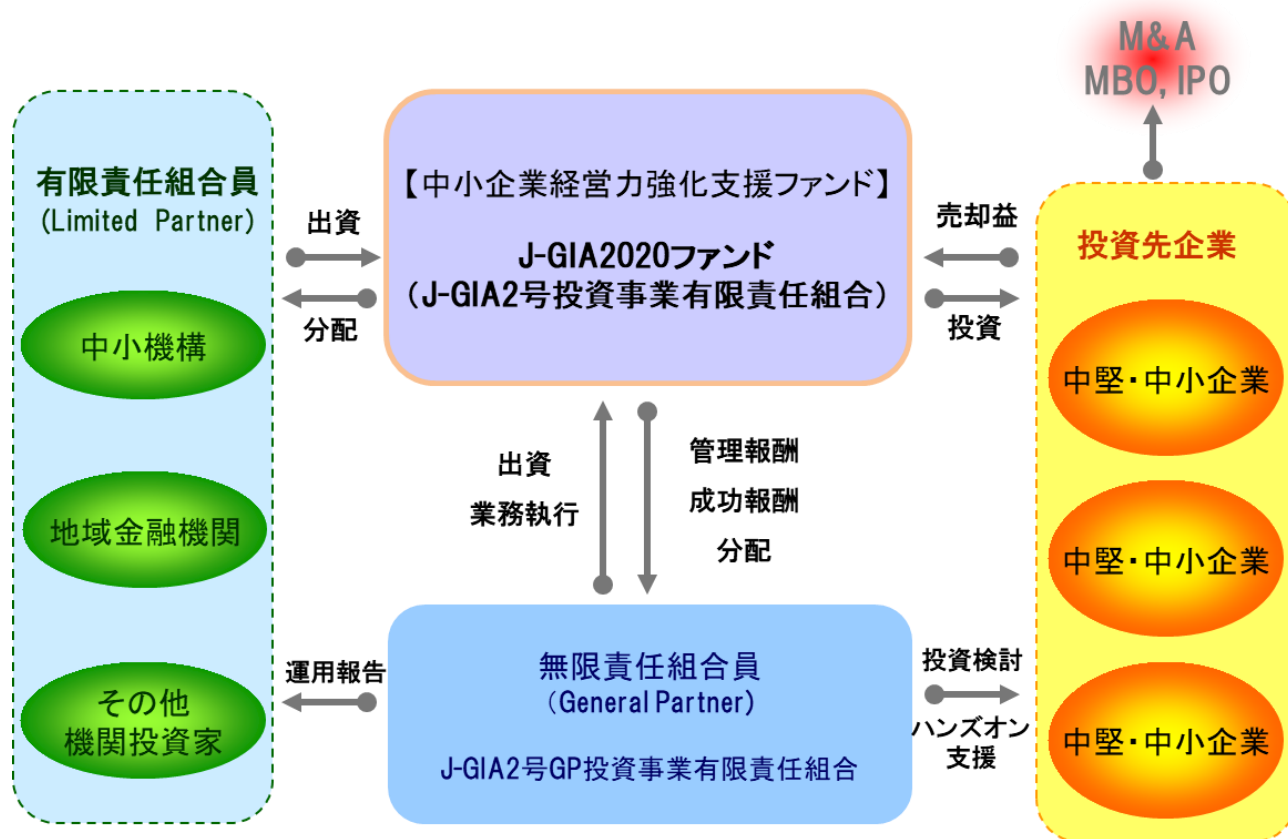 M&A
MBO, IPO
有限責任組合員
(Limited Partner)
中小機構
地域金融機関
その他
機関投資家
出資
分配
【中小企業経営力強化支援ファンド】
J-GIA2020ファンド
（J-GIA2号投資事業有限責任組合）
売却益
投資
投資先企業
中堅・中小企業
中堅・中小企業
中堅・中小企業
出資
業務執行
管理報酬
成功報酬
分配
運用報告
無限責任組合員
（General Partner）
J-GIA2号GP投資事業有限責任組合
投資検討
ハンズオン
支援